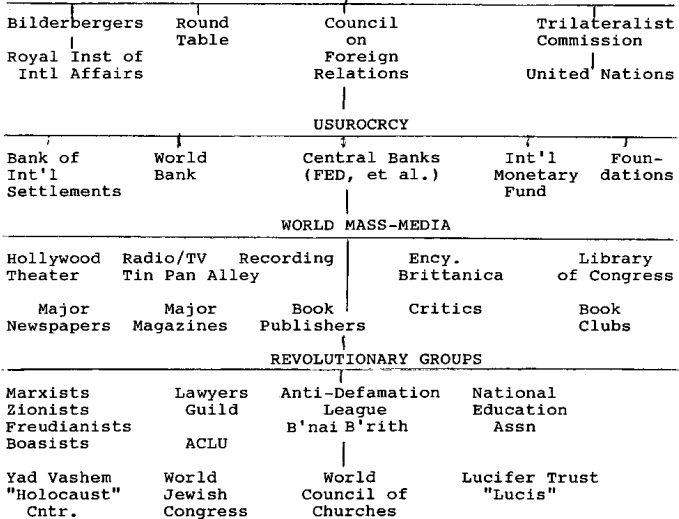 Bilderbergers Round Council Trilateralist
Table on Commission
Royal Inst of Foreign
Intl Affairs Relations United Nations
USUROCRCY
Bank of World Central Banks Int'l Foun-
Int'l Bank (FED, et al.) Monetary dations
Settlements Fund
WORLD MASS-MEDIA
Hollywood Radio/TV Recording Ency. Library
Theater Tin Pan Alley Brittanica of Congress
Major Major Book Critics Book
Newspapers Magazines Publishers Clubs
REVOLUTIONARY GROUPS
Marxists Lawyers Anti-Defamation National
Zionists Guild League Education
Freudianists B'nai B'rith Assn
Boasists ACLU
Yad Vashem World World Lucifer Trust
"Holocaust" Jewish Council of "Lucis"
Cntr. Congress Churches